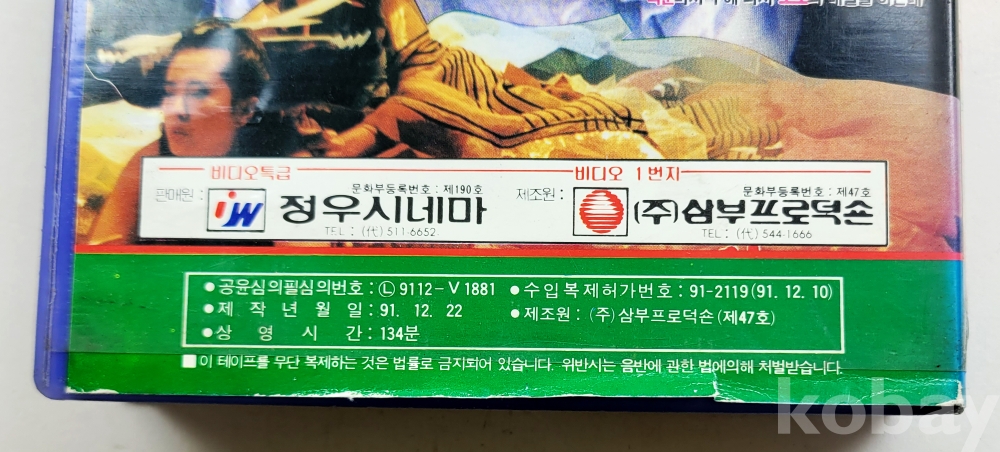 비디오특급
판매원 :
문화부등록번호 : 제190호
정우시네마
TEL : (代) 511-6652
비디오 1번지
제조원 :
문화부등록번호 : 제47호
(주)삼부프로덕숀
TEL : (代) 544-1666
● 공윤심의필심의번호 : Ⓛ 9112-V 1881
● 수입복제허가번호 : 91-2119 (91. 12. 10)
● 제작년월일 : 91. 12. 22
● 제조원 : (주)삼부프로덕숀 (제47호)
● 상영시간 : 134분
■ 이 테이프를 무단 복제하는 것은 법률로 금지되어 있습니다. 위반시는 음반에 관한 법에의해 처벌받습니다.
kobay